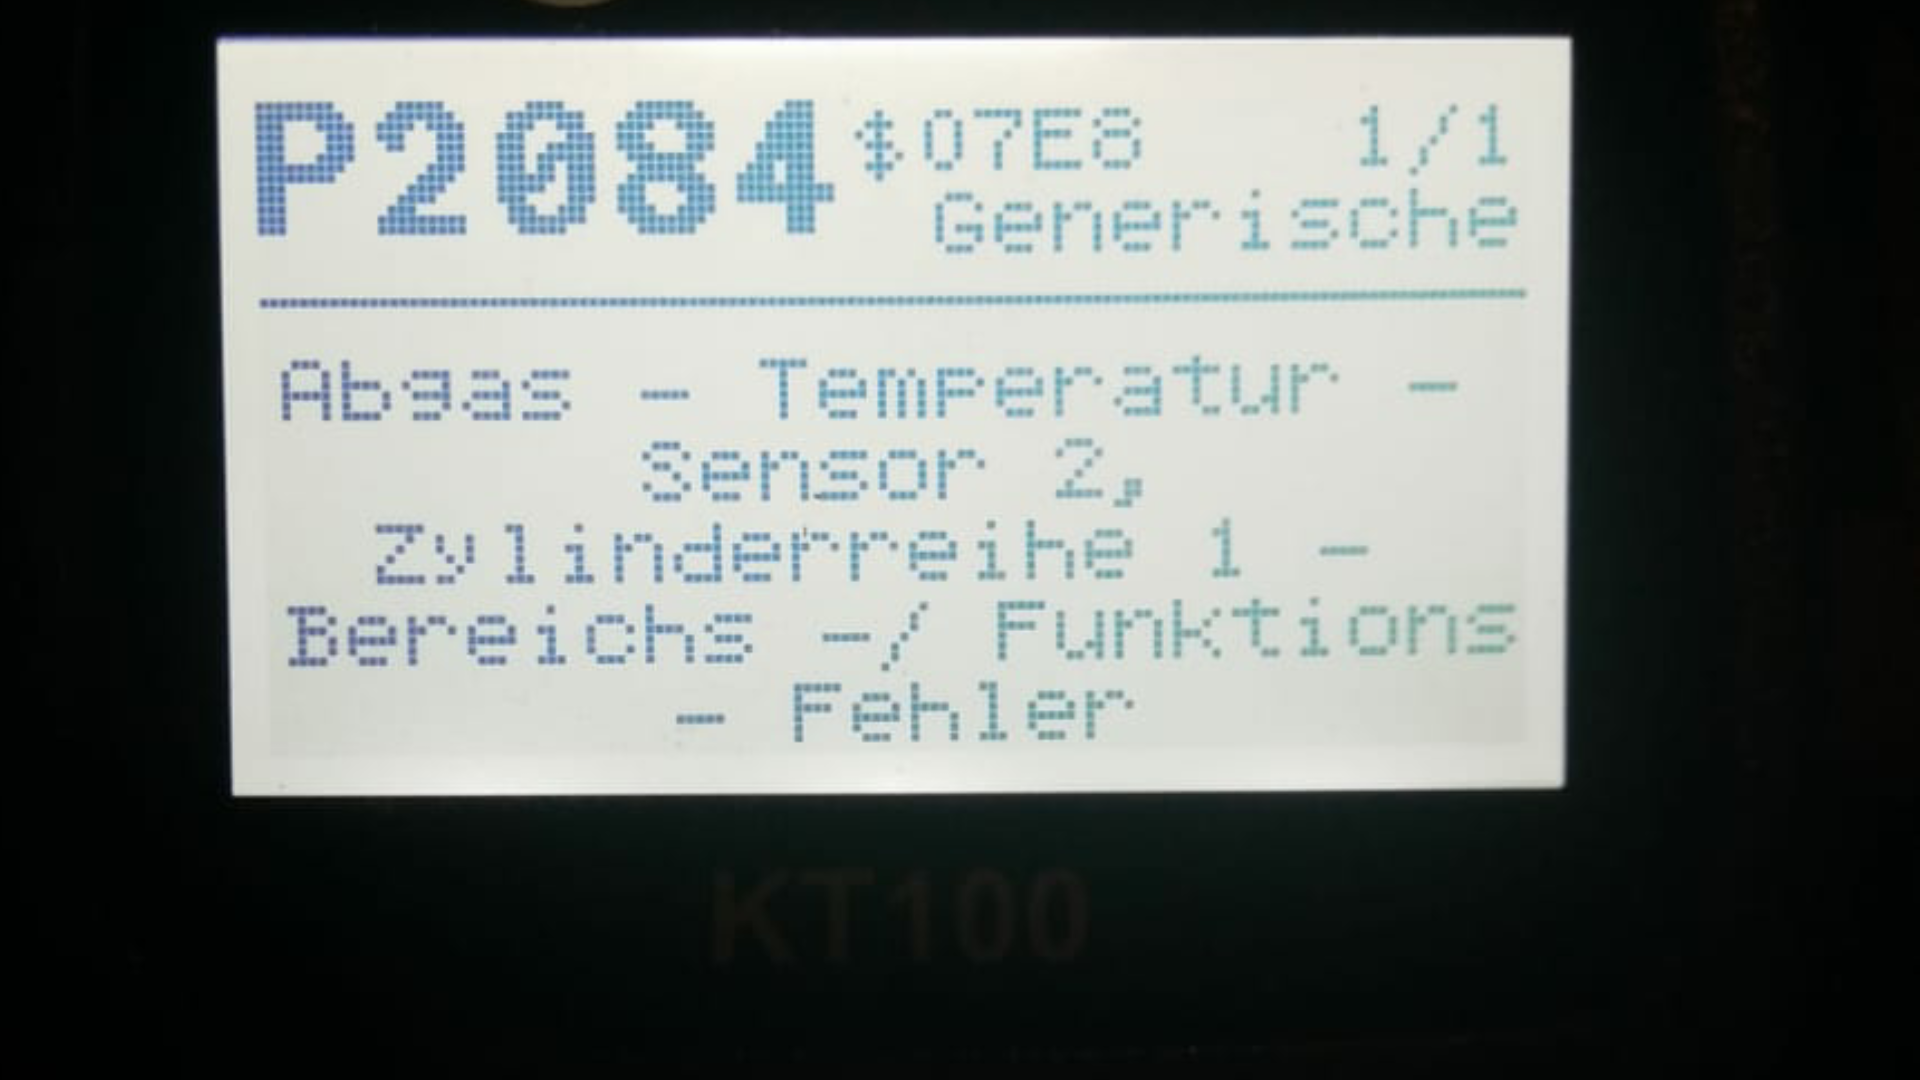 P2084 $07E8 1/1
Generische
Abgas - Temperatur -
Sensor 2,
Zylinderreihe 1 -
Bereichs -/ Funktions
- Fehler
KT100